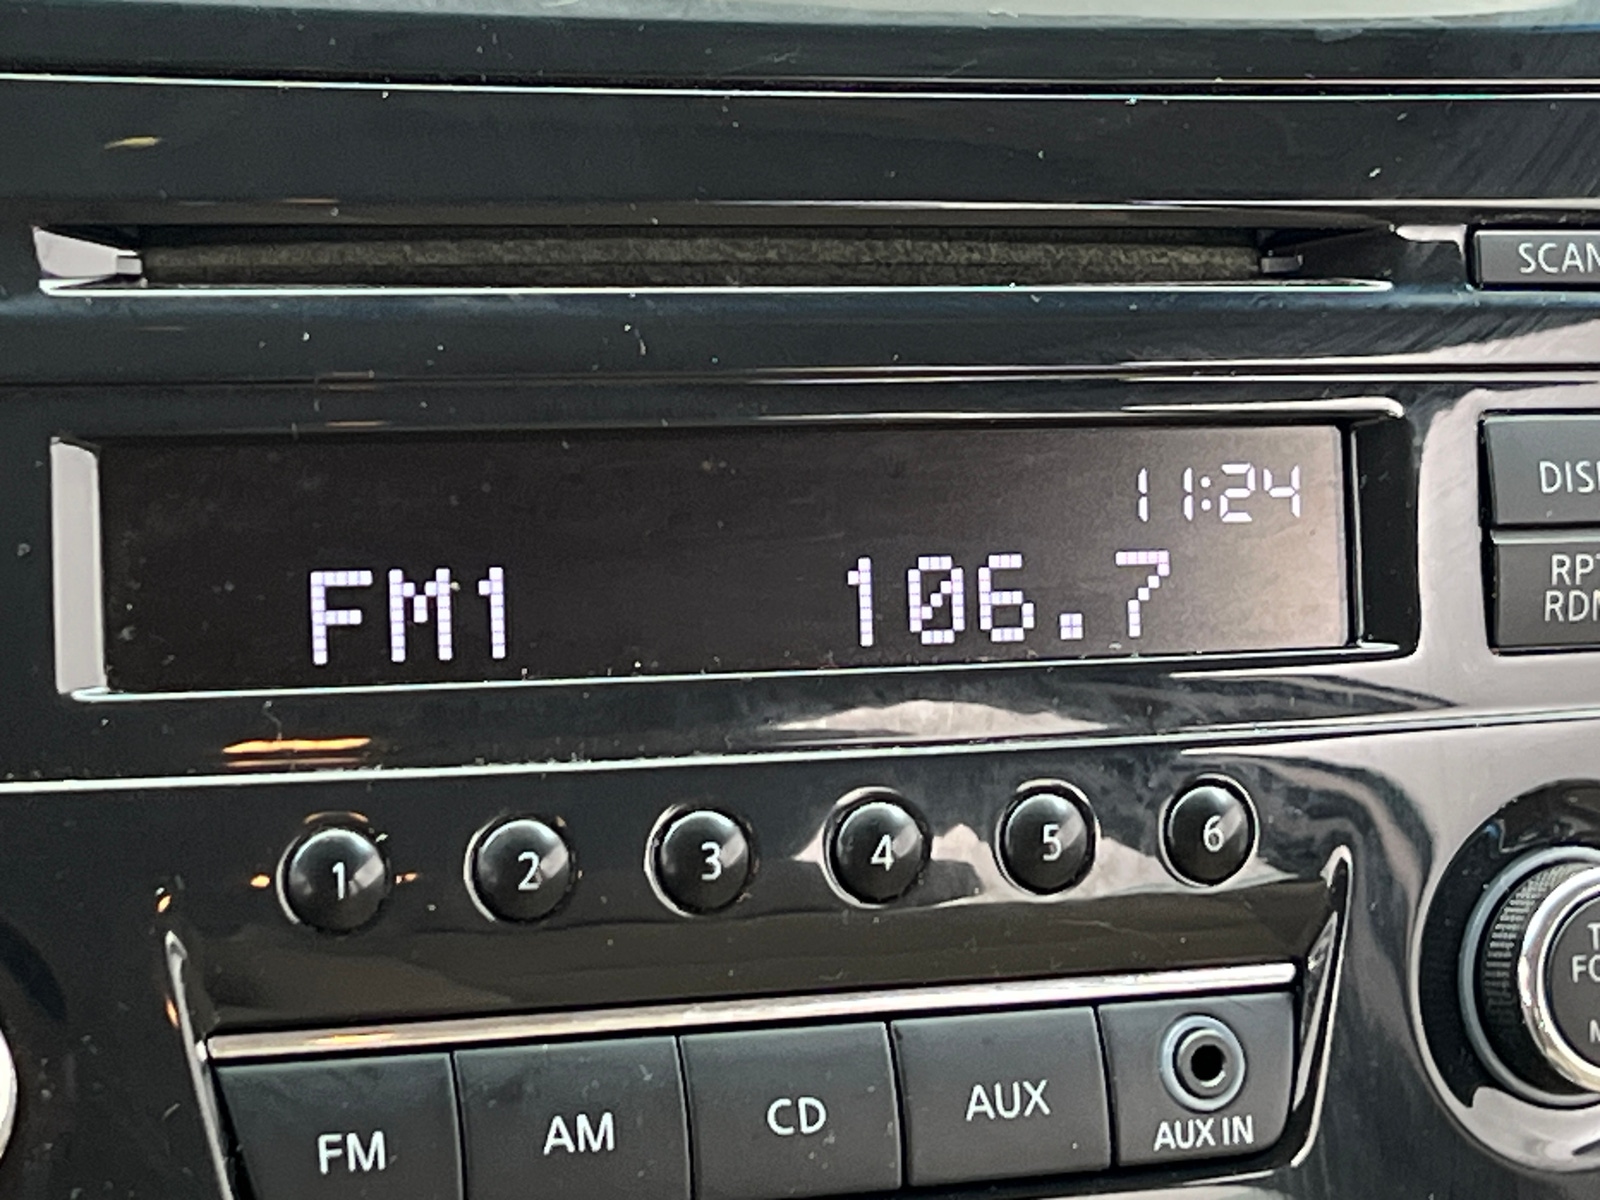 SCAN
11:24
FM1 106.7
DIS
RPT
RDM
1 2 3 4 5 6
FM AM CD AUX AUX IN